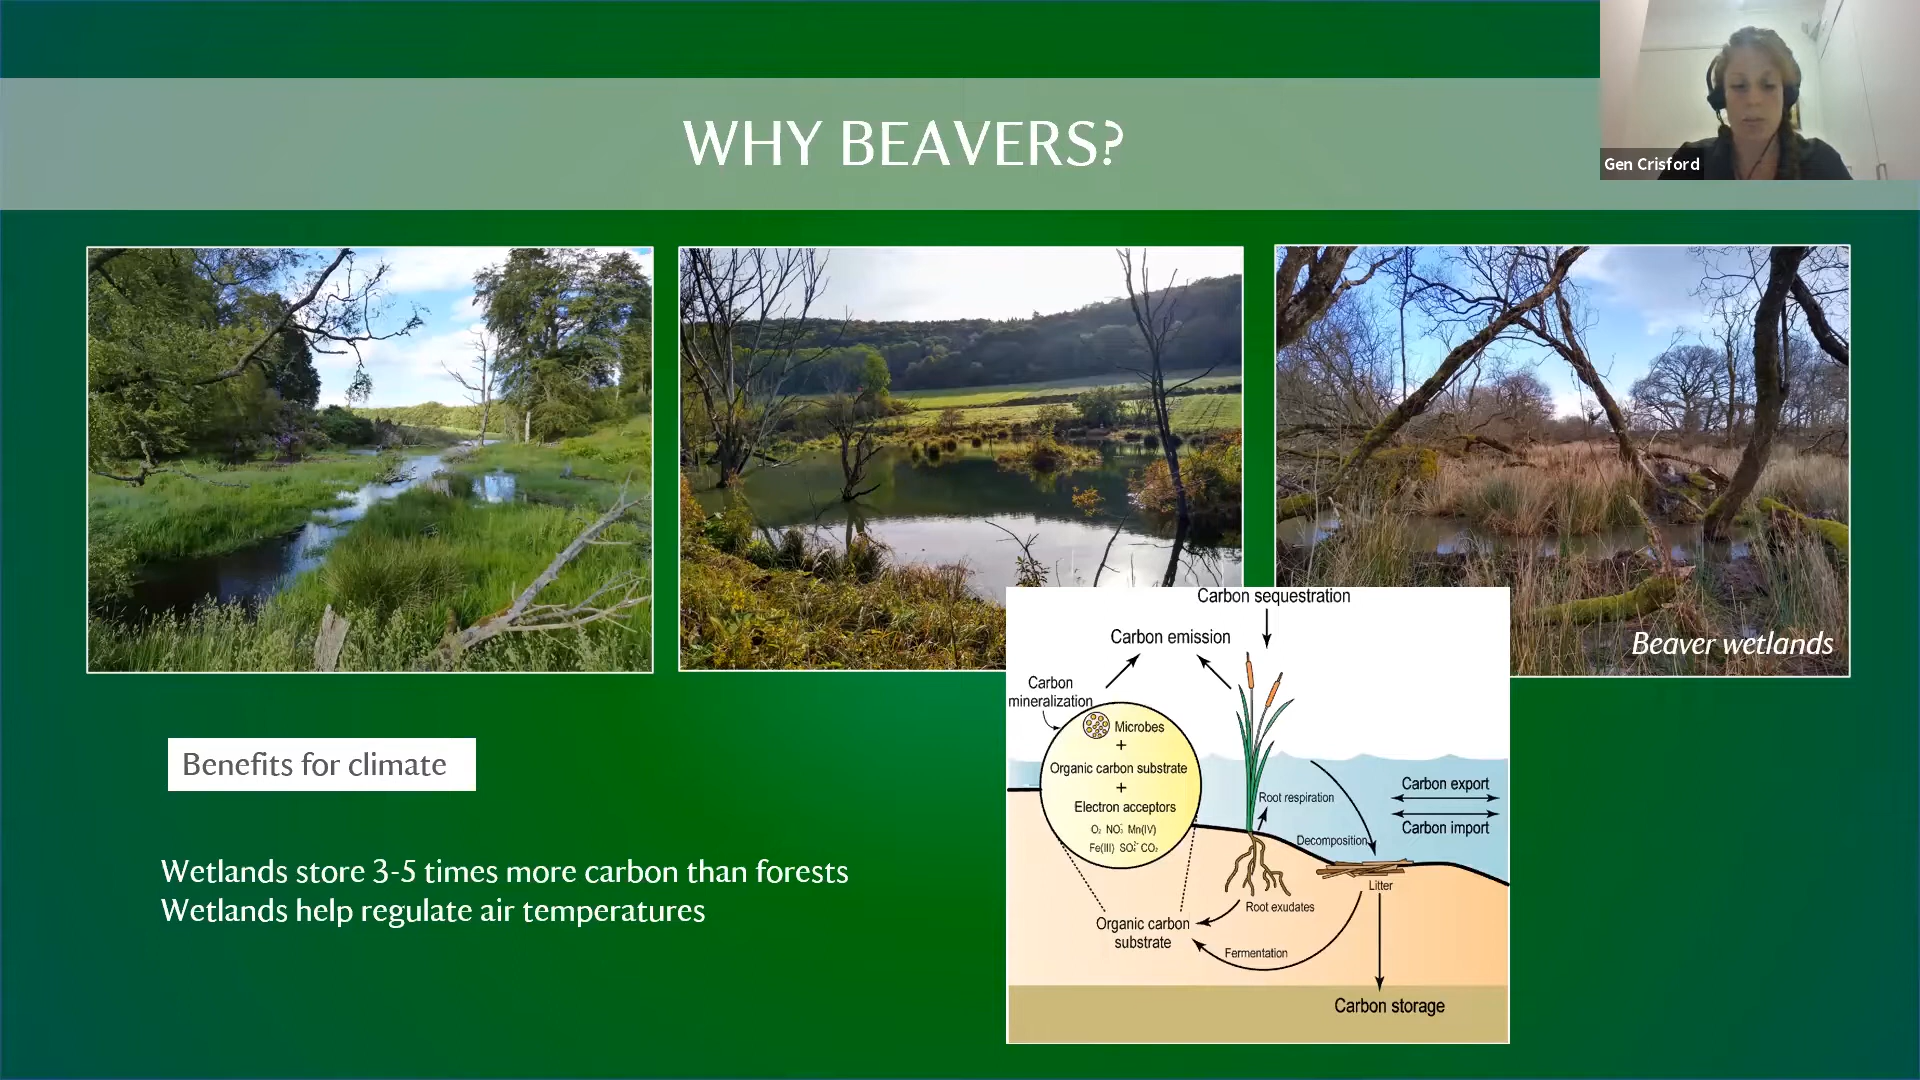 WHY BEAVERS?
Gen Crisford
Beaver wetlands
Benefits for climate
Wetlands store 3-5 times more carbon than forests
Wetlands help regulate air temperatures
Carbon sequestration
Carbon emission
Carbon
mineralization
Microbes
+
Organic carbon substrate
+
Electron acceptors
O₂ NO₃⁻ Mn(IV)
Fe(III) SO₄²⁻ CO₂
Root respiration
Carbon export
Carbon import
Decomposition
Litter
Root exudates
Organic carbon
substrate
Fermentation
Carbon storage